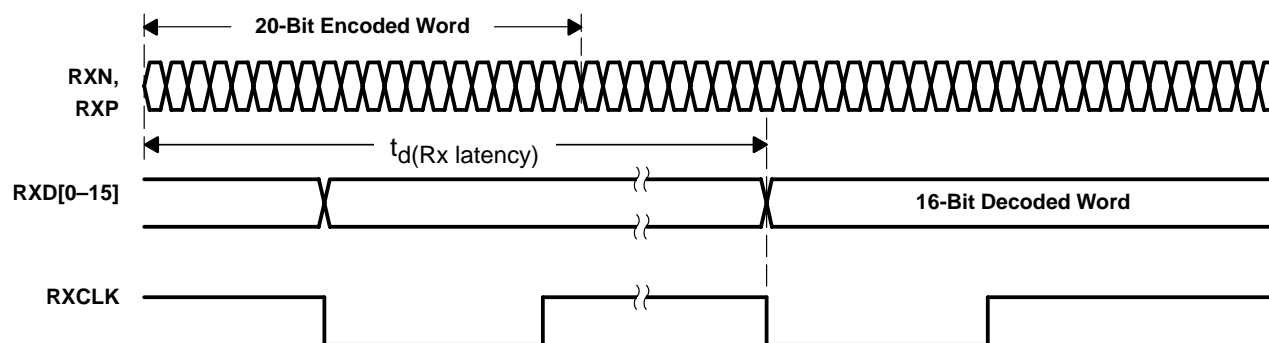 20-Bit Encoded Word
RXN,
RXP
td(Rx latency)
RXD[0–15]
16-Bit Decoded Word
RXCLK